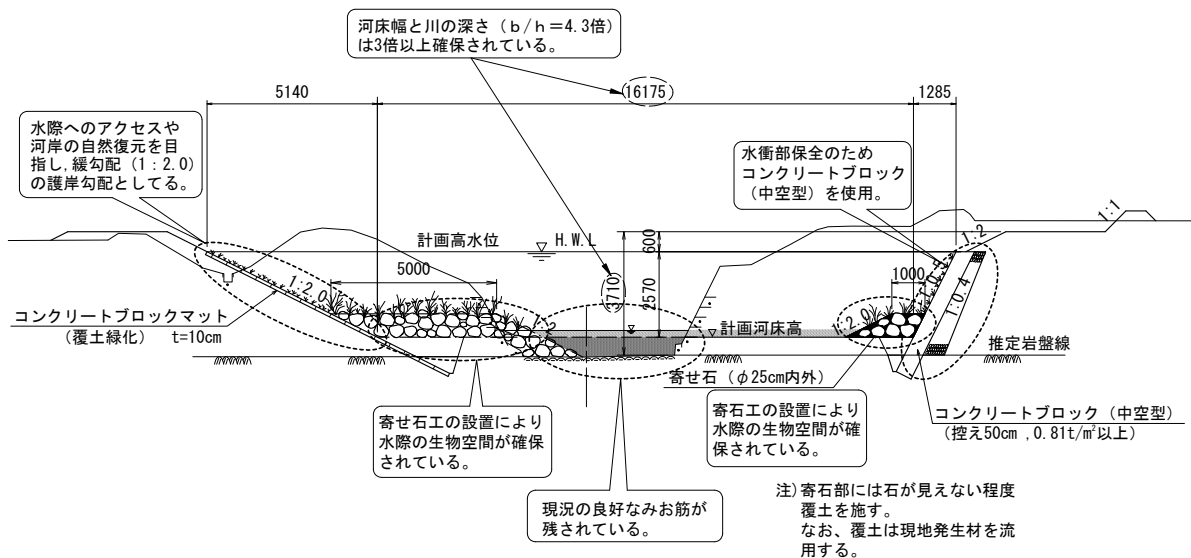 河床幅と川の深さ（ｂ/ｈ＝4.3倍）
は3倍以上確保されている。
5140
16175
1285
水際へのアクセスや
河岸の自然復元を目
指し,緩勾配（1：2.0）
の護岸勾配としてる。
水衝部保全のため
コンクリートブロック
（中空型）を使用。
1:1
計画高水位
H.W.L
600
1:2
5000
3710
2570
1000
1:0.5
1:2.0
1:0.4
コンクリートブロックマット
（覆土緑化） t=10cm
1:2
計画河床高
1:2.0
推定岩盤線
寄せ石（φ25cm内外）
寄せ石工の設置により
水際の生物空間が確保
されている。
寄石工の設置により
水際の生物空間が確
保されている。
コンクリートブロック（中空型）
（控え50cm ，0.81t/㎡以上）
現況の良好なみお筋が
残されている。
注）寄石部には石が見えない程度
覆土を施す。
なお、覆土は現地発生材を流
用する。